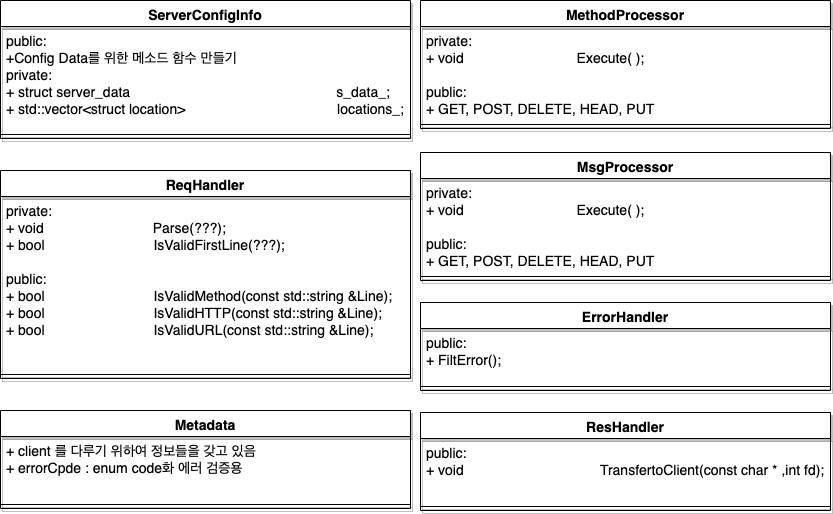 ServerConfigInfo
public:
+Config Data를 위한 메소드 함수 만들기
private:
+ struct server_data s_data_;
+ std::vector<struct location> locations_;
ReqHandler
private:
+ void Parse(???);
+ bool IsValidFirstLine(???);
public:
+ bool IsValidMethod(const std::string &Line);
+ bool IsValidHTTP(const std::string &Line);
+ bool IsValidURL(const std::string &Line);
Metadata
+ client 를 다루기 위하여 정보들을 갖고 있음
+ errorCpde : enum code화 에러 검증용
MethodProcessor
private:
+ void Execute( );
public:
+ GET, POST, DELETE, HEAD, PUT
MsgProcessor
private:
+ void Execute( );
public:
+ GET, POST, DELETE, HEAD, PUT
ErrorHandler
public:
+ FiltError();
ResHandler
public:
+ void TransfertoClient(const char * ,int fd);